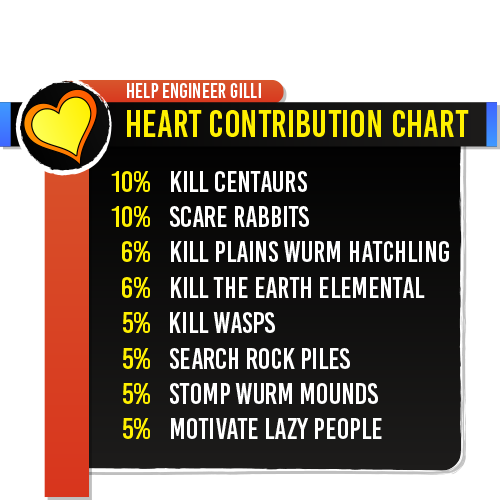 HELP ENGINEER GILLI
HEART CONTRIBUTION CHART
10% KILL CENTAURS
10% SCARE RABBITS
6% KILL PLAINS WURM HATCHLING
6% KILL THE EARTH ELEMENTAL
5% KILL WASPS
5% SEARCH ROCK PILES
5% STOMP WURM MOUNDS
5% MOTIVATE LAZY PEOPLE